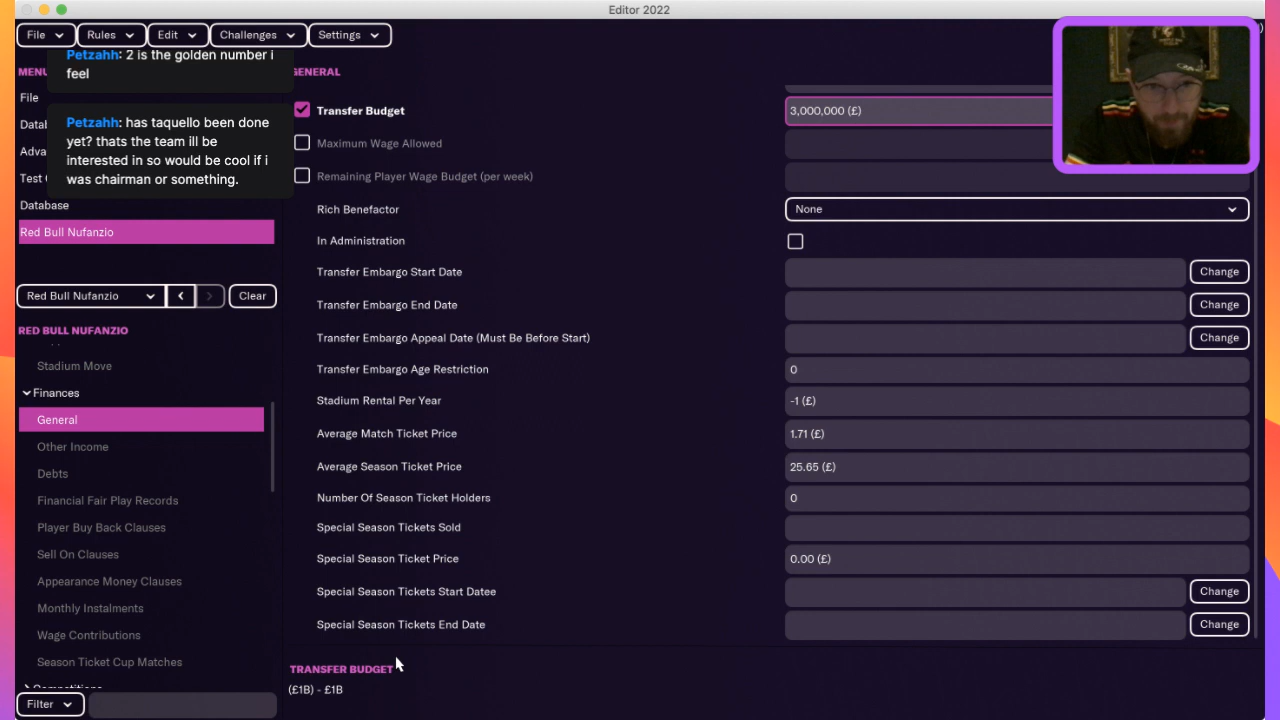 Editor 2022
File
Rules
Edit
Challenges
Settings
Petzahh: 2 is the golden number i
feel
Petzahh: has taquello been done
yet? thats the team ill be
interested in so would be cool if i
was chairman or something.
MENU
File
Test
Database
Red Bull Nufanzio
Red Bull Nufanzio
Clear
RED BULL NUFANZIO
Stadium Move
Finances
General
Other Income
Debts
Financial Fair Play Records
Player Buy Back Clauses
Sell On Clauses
Appearance Money Clauses
Monthly Instalments
Wage Contributions
Season Ticket Cup Matches
Competitions
Filter
GENERAL
Transfer Budget
3,000,000 (£)
Maximum Wage Allowed
Remaining Player Wage Budget (per week)
Rich Benefactor
None
In Administration
Transfer Embargo Start Date
Change
Transfer Embargo End Date
Change
Transfer Embargo Appeal Date (Must Be Before Start)
Change
Transfer Embargo Age Restriction
0
Stadium Rental Per Year
-1 (£)
Average Match Ticket Price
1.71 (£)
Average Season Ticket Price
25.65 (£)
Number Of Season Ticket Holders
0
Special Season Tickets Sold
Special Season Ticket Price
0.00 (£)
Special Season Tickets Start Datee
Change
Special Season Tickets End Date
Change
TRANSFER BUDGET
(£1B) - £1B